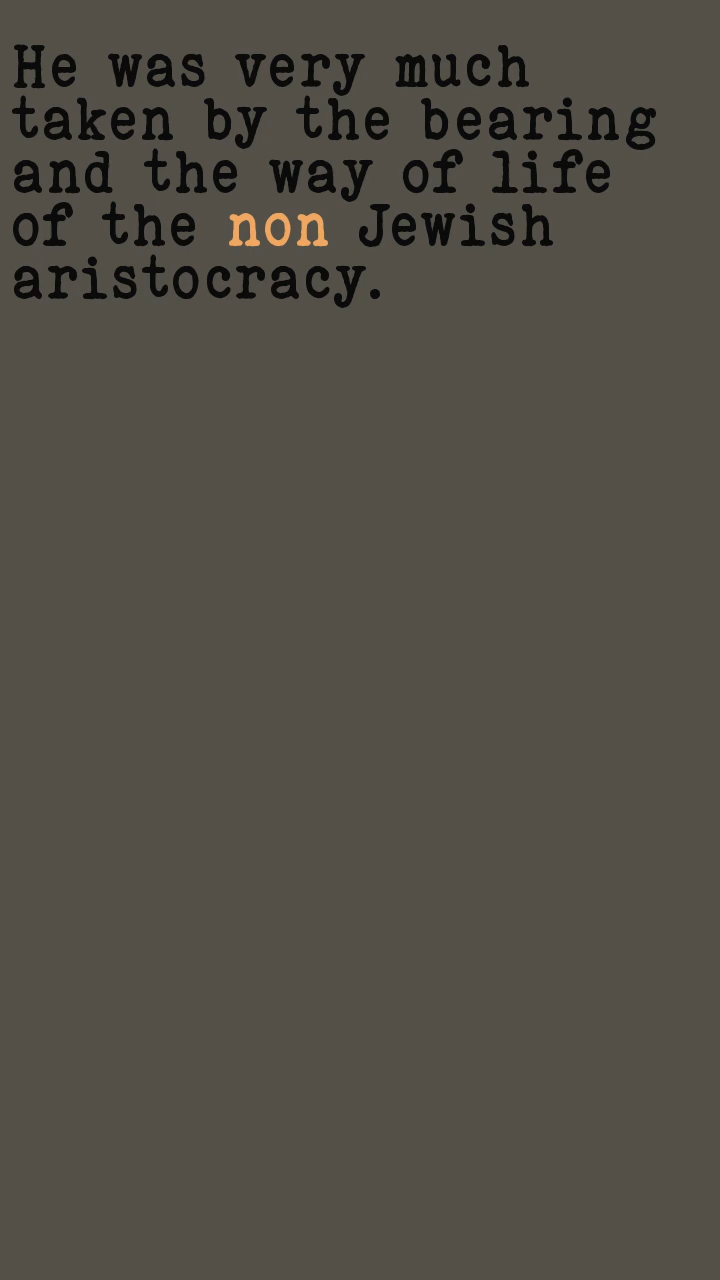 He was very much
taken by the bearing
and the way of life
of the non Jewish
aristocracy.